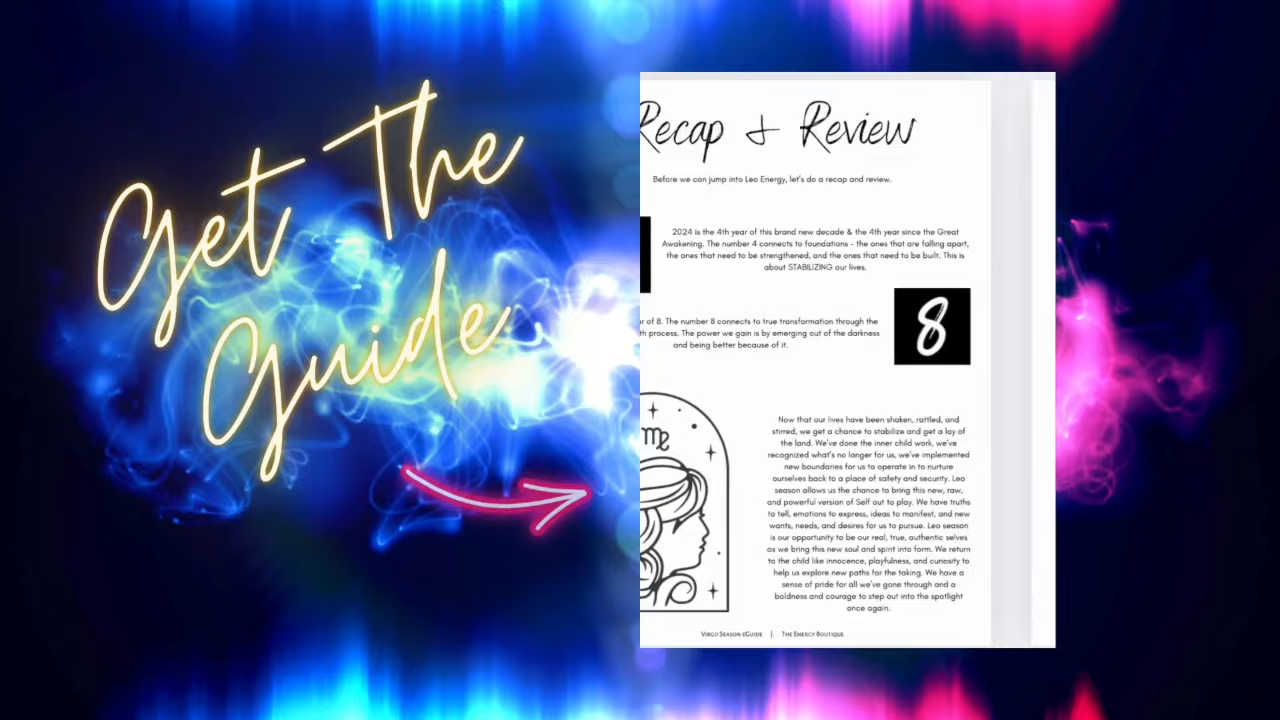 Get The
Guide
Recap & Review
Before we can jump into Leo Energy, let's do a recap and review.
2024 is the 4th year of this brand new decade & the 4th year since the Great
Awakening. The number 4 connects to foundations - the ones that are falling apart,
the ones that need to be strengthened, and the ones that need to be built. This is
about STABILIZING our lives.
8
of 8. The number 8 connects to true transformation through the
process. The power we gain is by emerging out of the darkness
and being better because of it.
Now that our lives have been shaken, rattled, and
stirred, we get a chance to stabilize and get a lay of
the land. We've done the inner child work, we've
recognized what's no longer for us, we've implemented
new boundaries for us to operate in to nurture
ourselves back to a place of safety and security. Leo
season allows us the chance to bring this new, raw,
and powerful version of Self out to play. We have truths
to tell, emotions to express, ideas to manifest, and new
wants, needs, and desires for us to pursue. Leo season
is our opportunity to be our real, true, authentic selves
as we bring this new soul and spirit into form. We return
to the child like innocence, playfulness, and curiosity to
help us explore new paths for the taking. We have a
sense of pride for all we've gone through and a
boldness and courage to step out into the spotlight
once again.
Virgo Season eGuide | The Energy Boutique